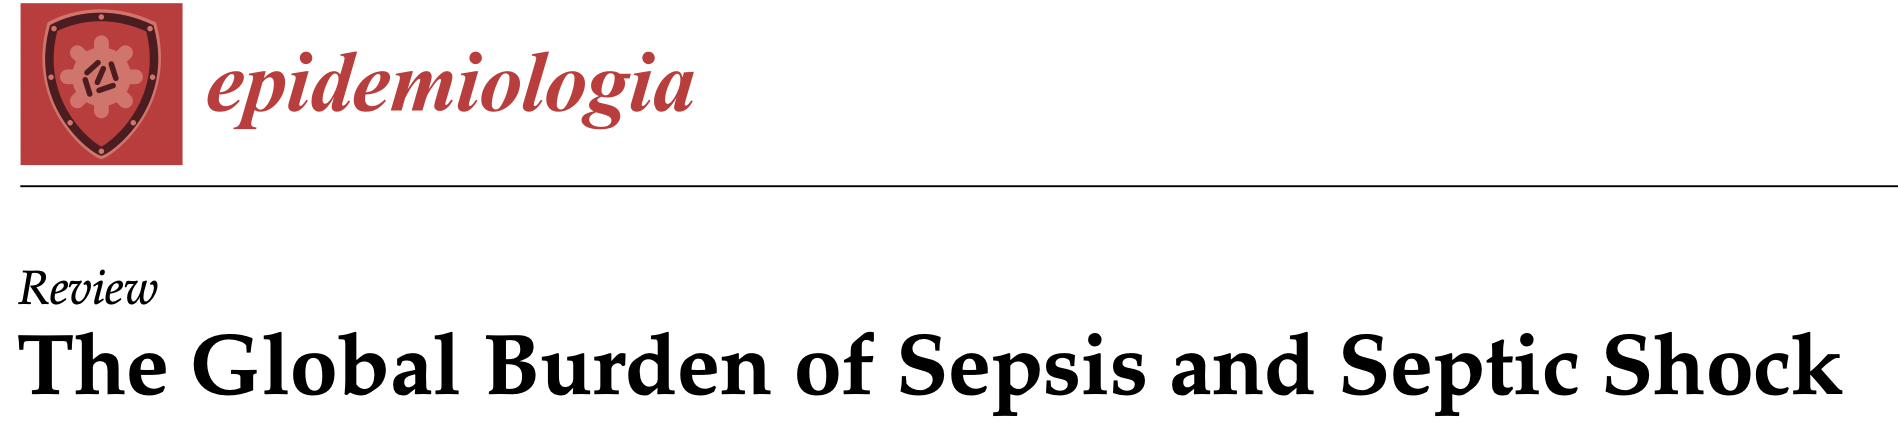 epidemiologia
Review
The Global Burden of Sepsis and Septic Shock